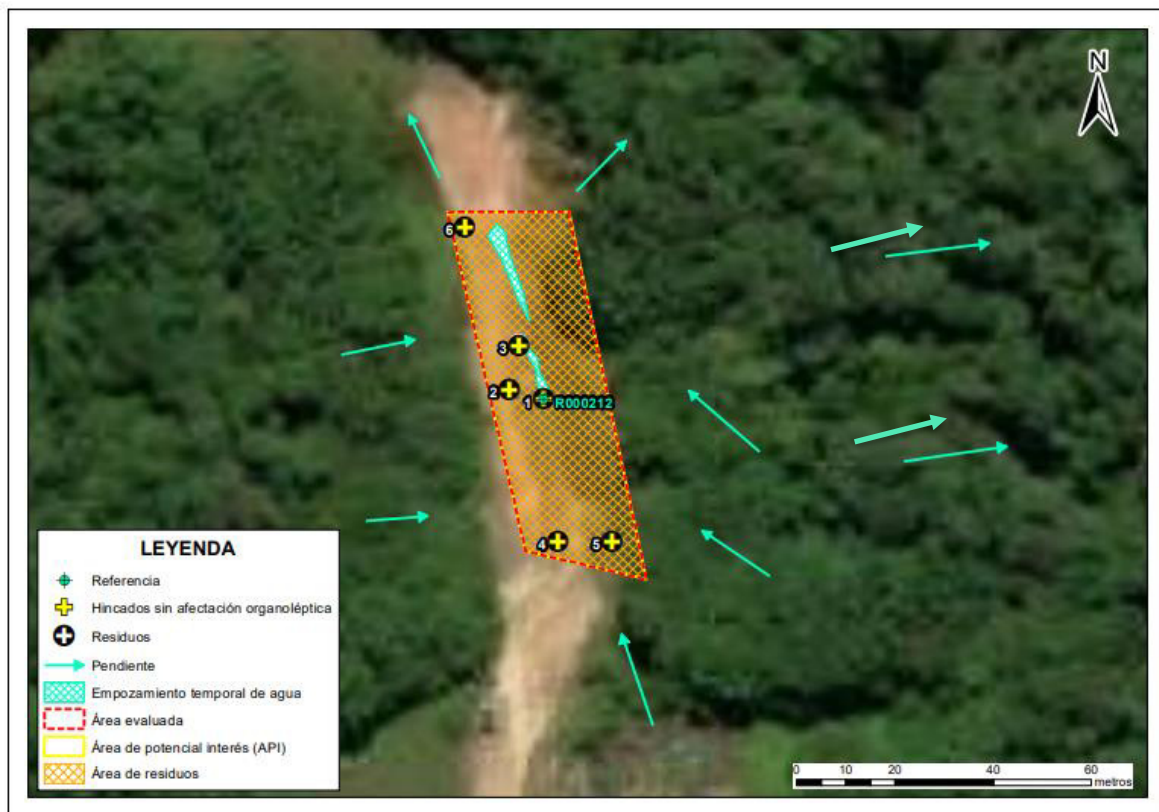 N
6
3
2
1 R000212
4
5
LEYENDA
Referencia
Hincados sin afectación organoléptica
Residuos
Pendiente
Empozamiento temporal de agua
Área evaluada
Área de potencial interés (API)
Área de residuos
0 10 20 40 60
metros